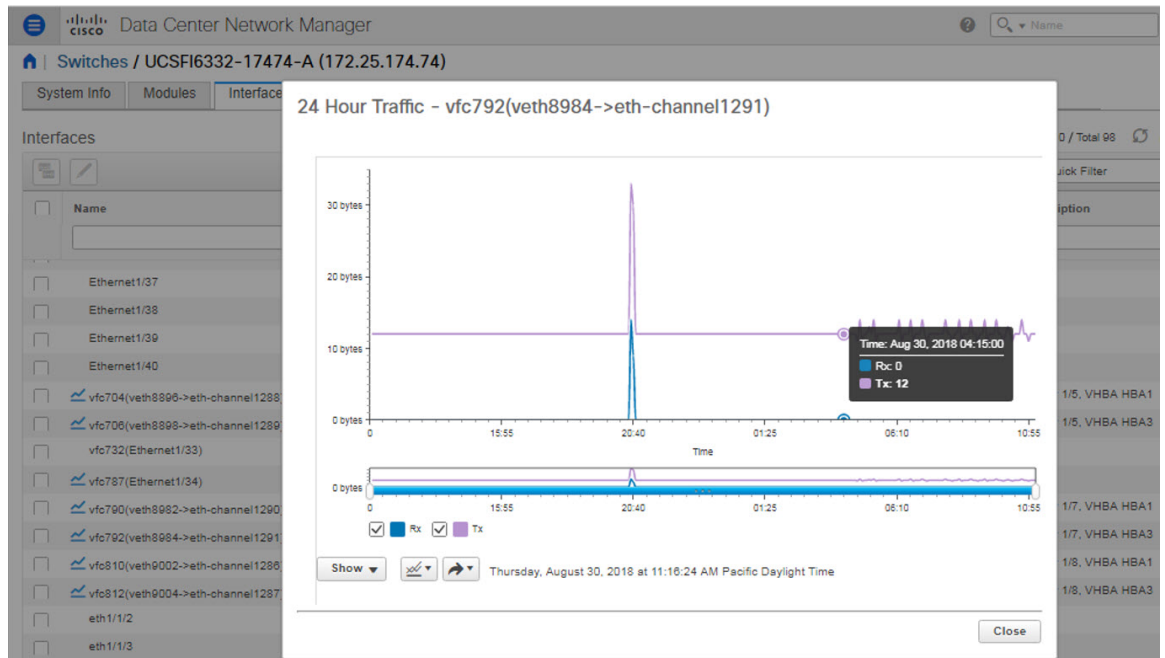 cisco Data Center Network Manager
Name
Switches / UCSFI6332-17474-A (172.25.174.74)
System Info Modules Interface
24 Hour Traffic - vfc792(veth8984->eth-channel1291)
Interfaces
0 / Total 98
uick Filter
Name
iption
30 bytes
20 bytes
10 bytes
0 bytes
Time: Aug 30, 2018 04:15:00
Rx: 0
Tx: 12
0 15:55 20:40 01:25 06:10 10:55
Time
0 bytes
0 15:55 20:40 01:25 06:10 10:55
Rx Tx
Show
Thursday, August 30, 2018 at 11:16:24 AM Pacific Daylight Time
Close
Ethernet1/37
Ethernet1/38
Ethernet1/39
Ethernet1/40
vfc704(veth8896->eth-channel1288 1/5, VHBA HBA1
vfc706(veth8898->eth-channel1289 1/5, VHBA HBA3
vfc732(Ethernet1/33)
vfc787(Ethernet1/34)
vfc790(veth8982->eth-channel1290 1/7, VHBA HBA1
vfc792(veth8984->eth-channel1291 1/7, VHBA HBA3
vfc810(veth9002->eth-channel1286 1/8, VHBA HBA1
vfc812(veth9004->eth-channel1287 1/8, VHBA HBA3
eth1/1/2
eth1/1/3